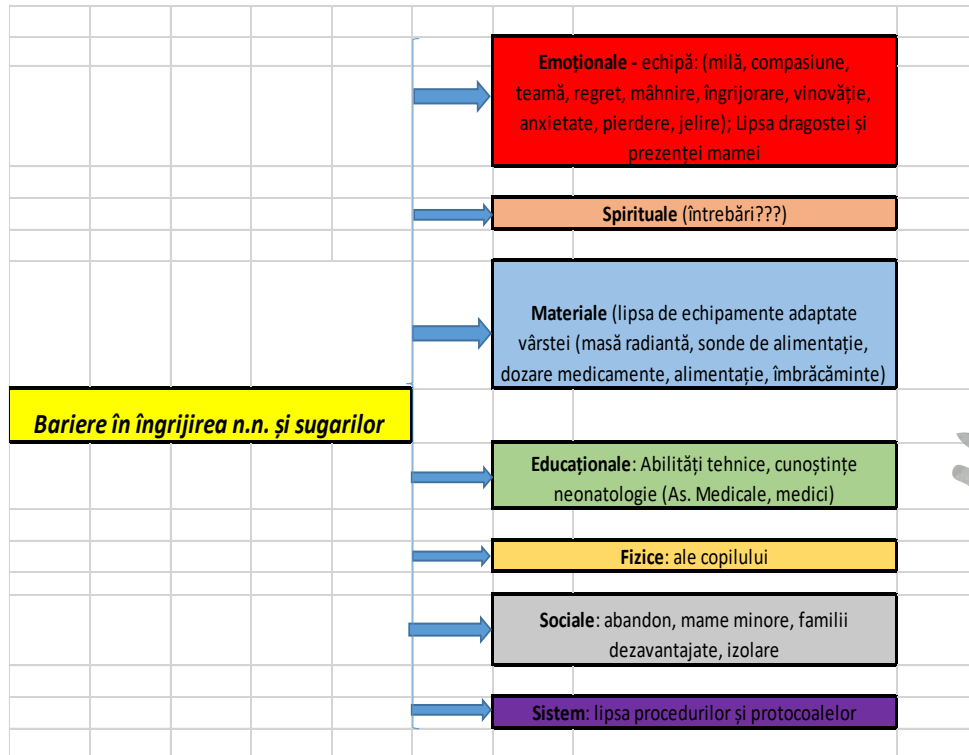 Emoționale - echipă: (milă, compasiune,
teamă, regret, mâhnire, îngrijorare, vinovăție,
anxietate, pierdere, jelire); Lipsa dragostei și
prezenței mamei
Spirituale (întrebări???)
Materiale (lipsa de echipamente adaptate
vârstei (masă radiantă, sonde de alimentație,
dozare medicamente, alimentație, îmbrăcăminte)
Bariere în îngrijirea n.n. și sugarilor
Educaționale: Abilități tehnice, cunoștințe
neonatologie (As. Medicale, medici)
Fizice: ale copilului
Sociale: abandon, mame minore, familii
dezavantajate, izolare
Sistem: lipsa procedurilor și protocoalelor